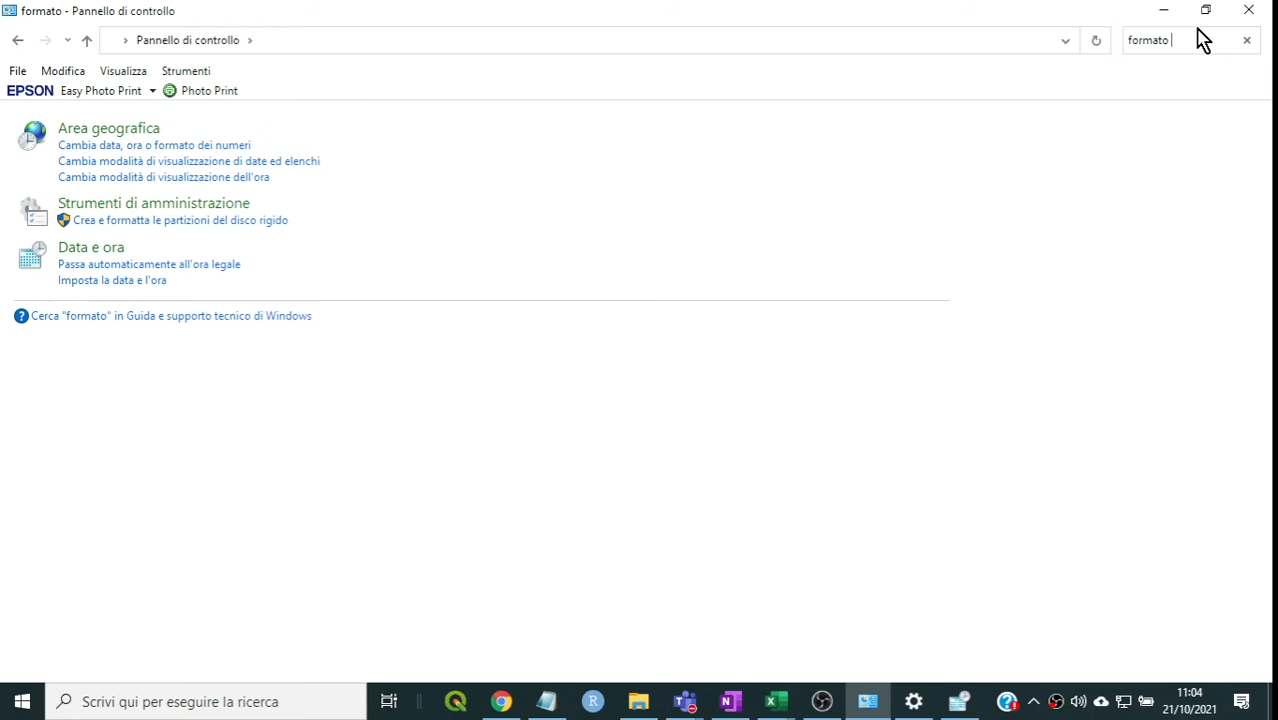 formato - Pannello di controllo
Pannello di controllo
formato
File Modifica Visualizza Strumenti
EPSON Easy Photo Print Photo Print
Area geografica
Cambia data, ora o formato dei numeri
Cambia modalità di visualizzazione di date ed elenchi
Cambia modalità di visualizzazione dell'ora
Strumenti di amministrazione
Crea e formatta le partizioni del disco rigido
Data e ora
Passa automaticamente all'ora legale
Imposta la data e l'ora
Cerca "formato" in Guida e supporto tecnico di Windows
Scrivi qui per eseguire la ricerca
11:04
21/10/2021